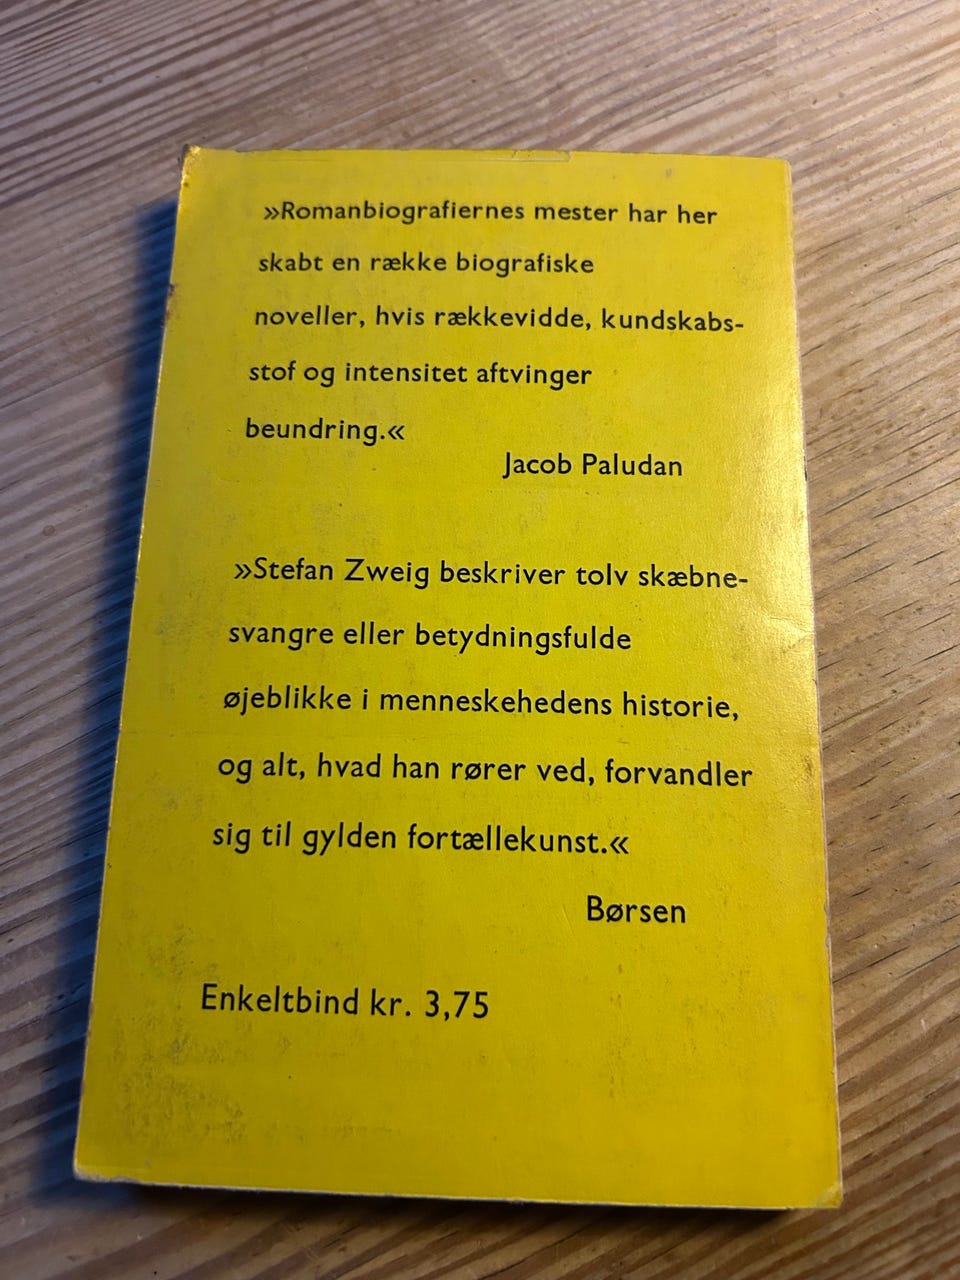 »Romanbiografiernes mester har her
skabt en række biografiske
noveller, hvis rækkevidde, kundskabs-
stof og intensitet aftvinger
beundring.«
Jacob Paludan
»Stefan Zweig beskriver tolv skæbne-
svangre eller betydningsfulde
øjeblikke i menneskehedens historie,
og alt, hvad han rører ved, forvandler
sig til gylden fortællekunst.«
Børsen
Enkeltbind kr. 3,75